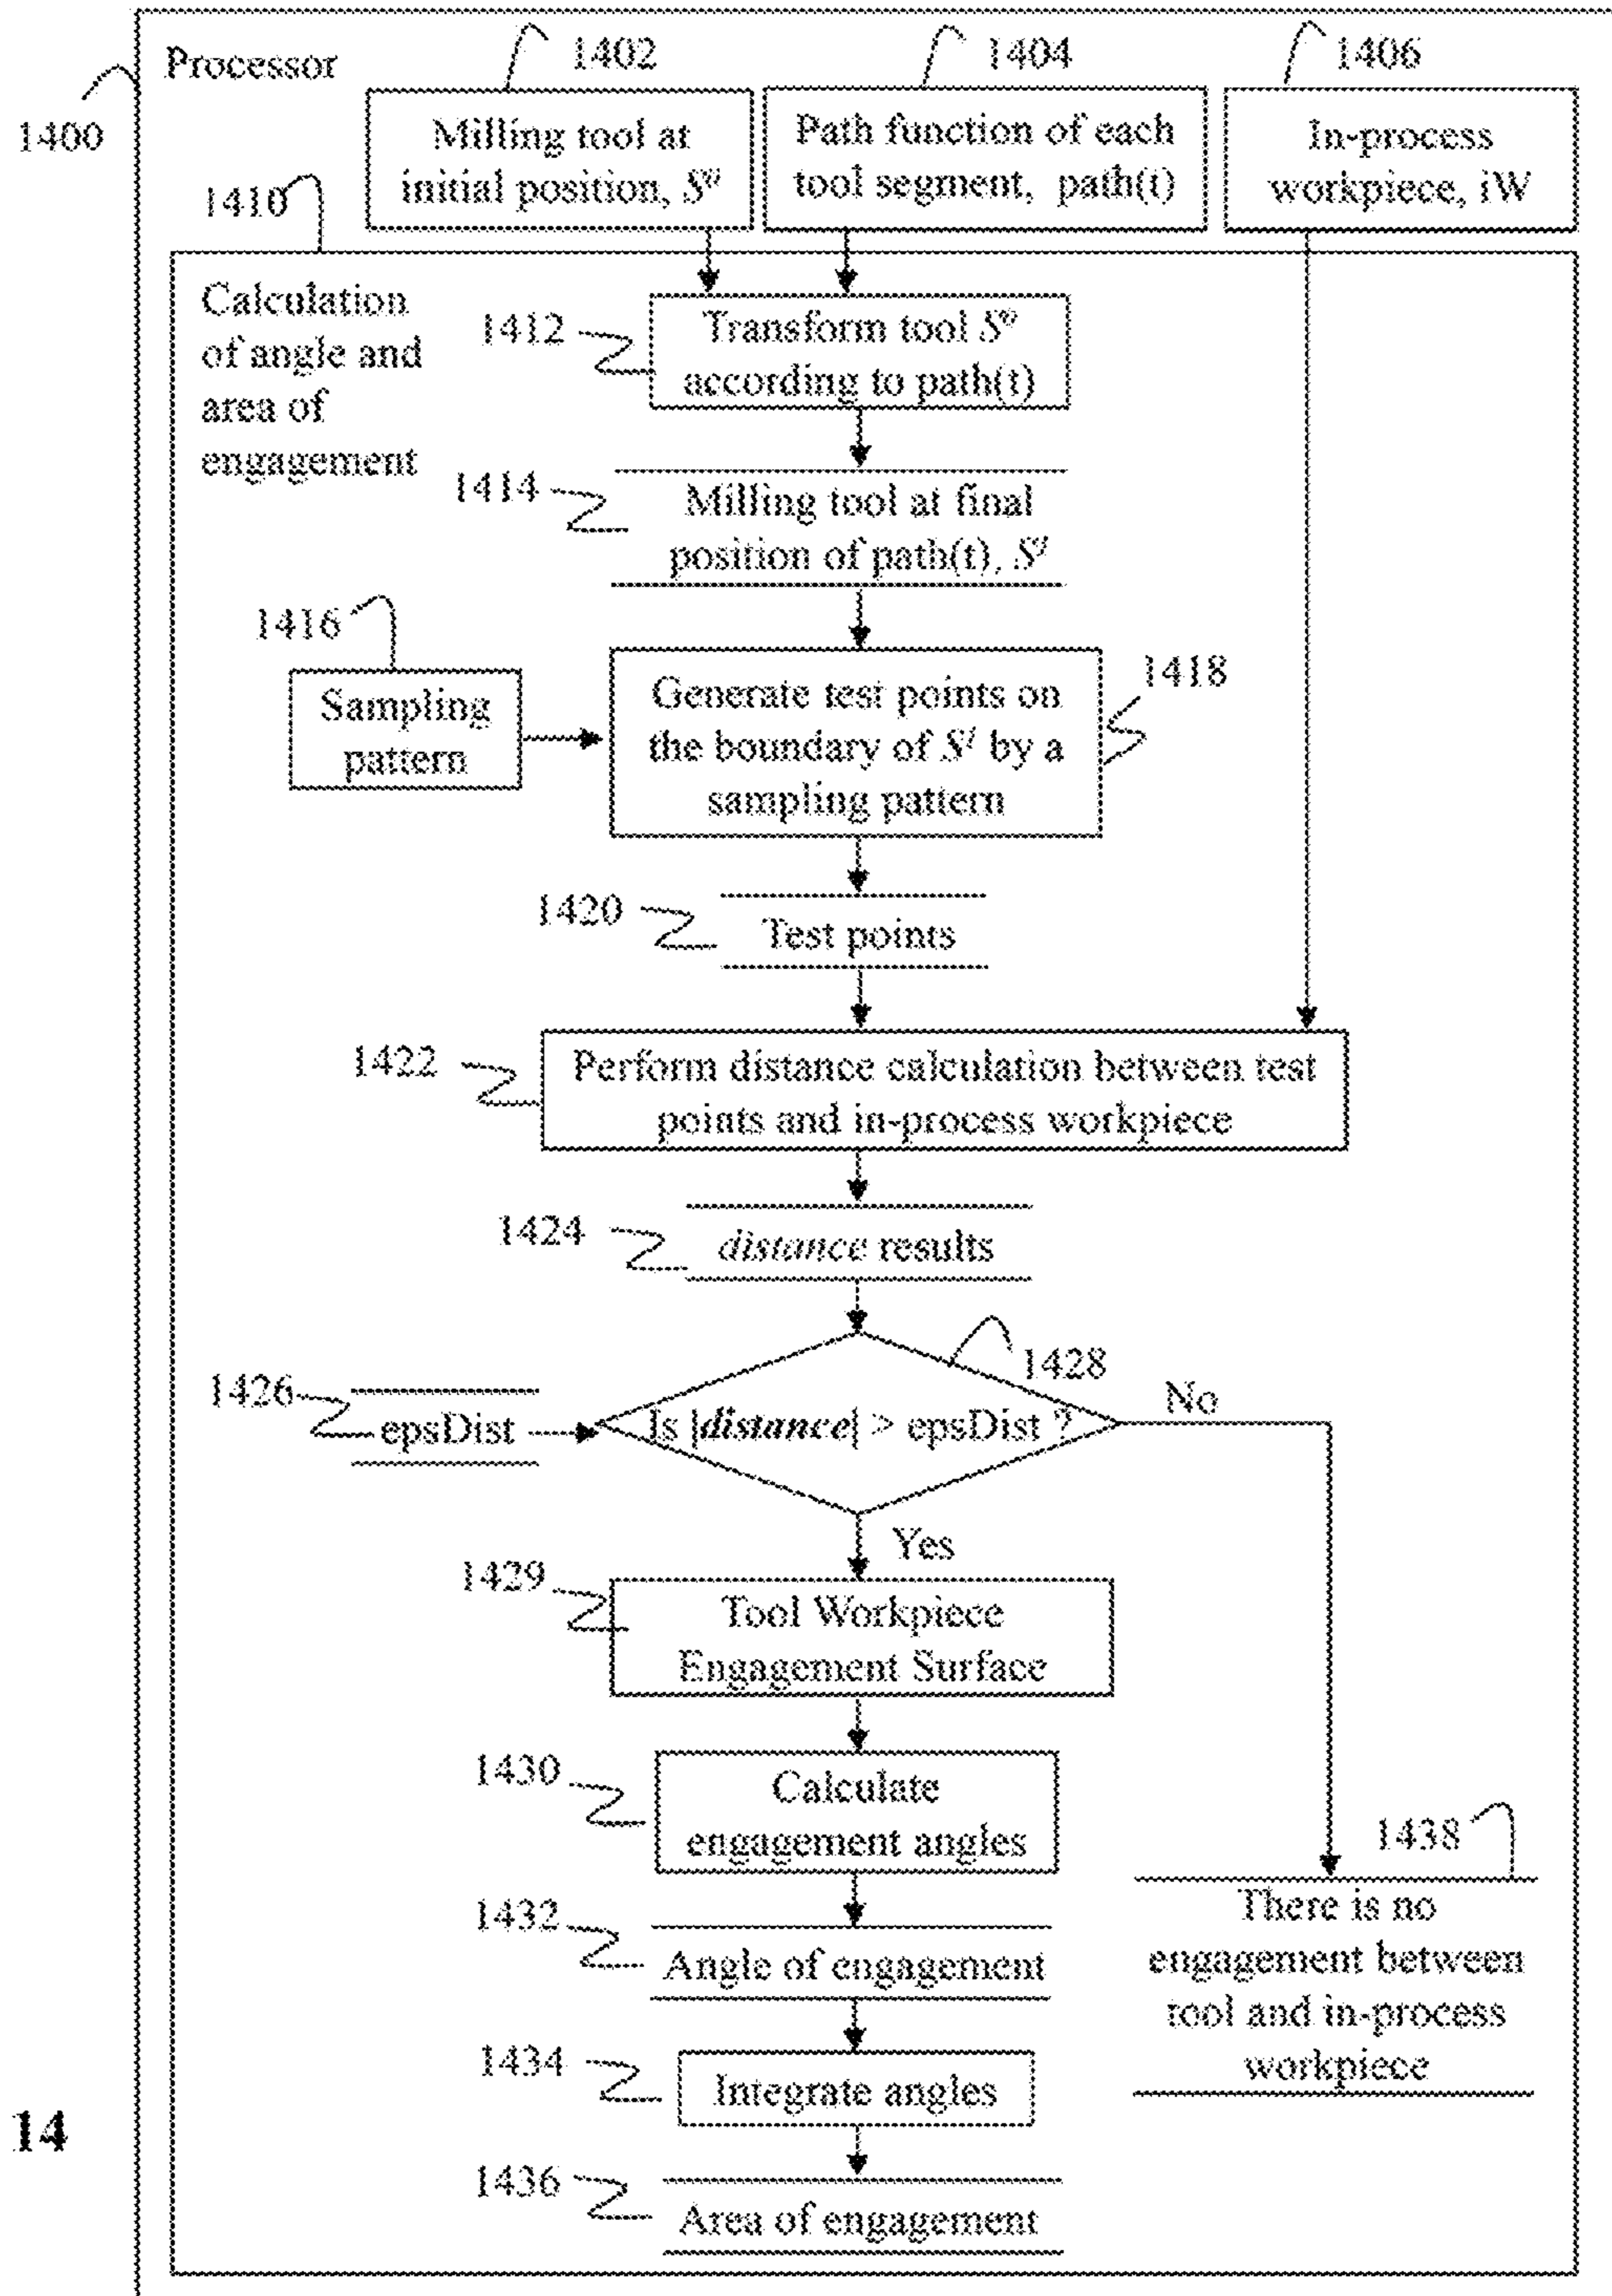 Processor
1400
1402
Milling tool at
initial position, S⁰
1404
Path function of each
tool segment, path(t)
1406
In-process
workpiece, iW
1410
Calculation
of angle and
area of
engagement
1412
Transform tool S⁰
according to path(t)
1414
Milling tool at final
position of path(t), Sᶠ
1416
Sampling
pattern
1418
Generate test points on
the boundary of Sᶠ by a
sampling pattern
1420
Test points
1422
Perform distance calculation between test
points and in-process workpiece
1424
distance results
1426
epsDist
1428
Is |distance| > epsDist ?
No
Yes
1429
Tool Workpiece
Engagement Surface
1430
Calculate
engagement angles
1438
There is no
engagement between
tool and in-process
workpiece
1432
Angle of engagement
1434
Integrate angles
1436
Area of engagement
14